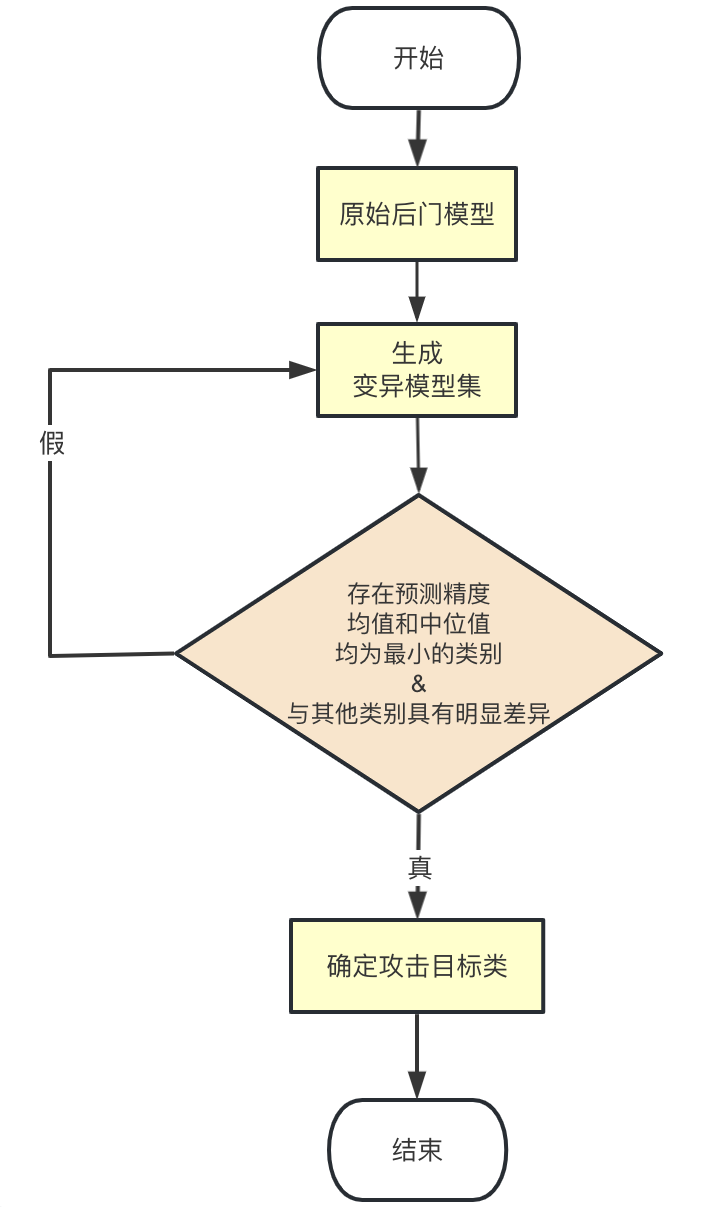 开始
原始后门模型
生成
变异模型集
假
存在预测精度
均值和中位值
均为最小的类别
&
与其他类别具有明显差异
真
确定攻击目标类
结束